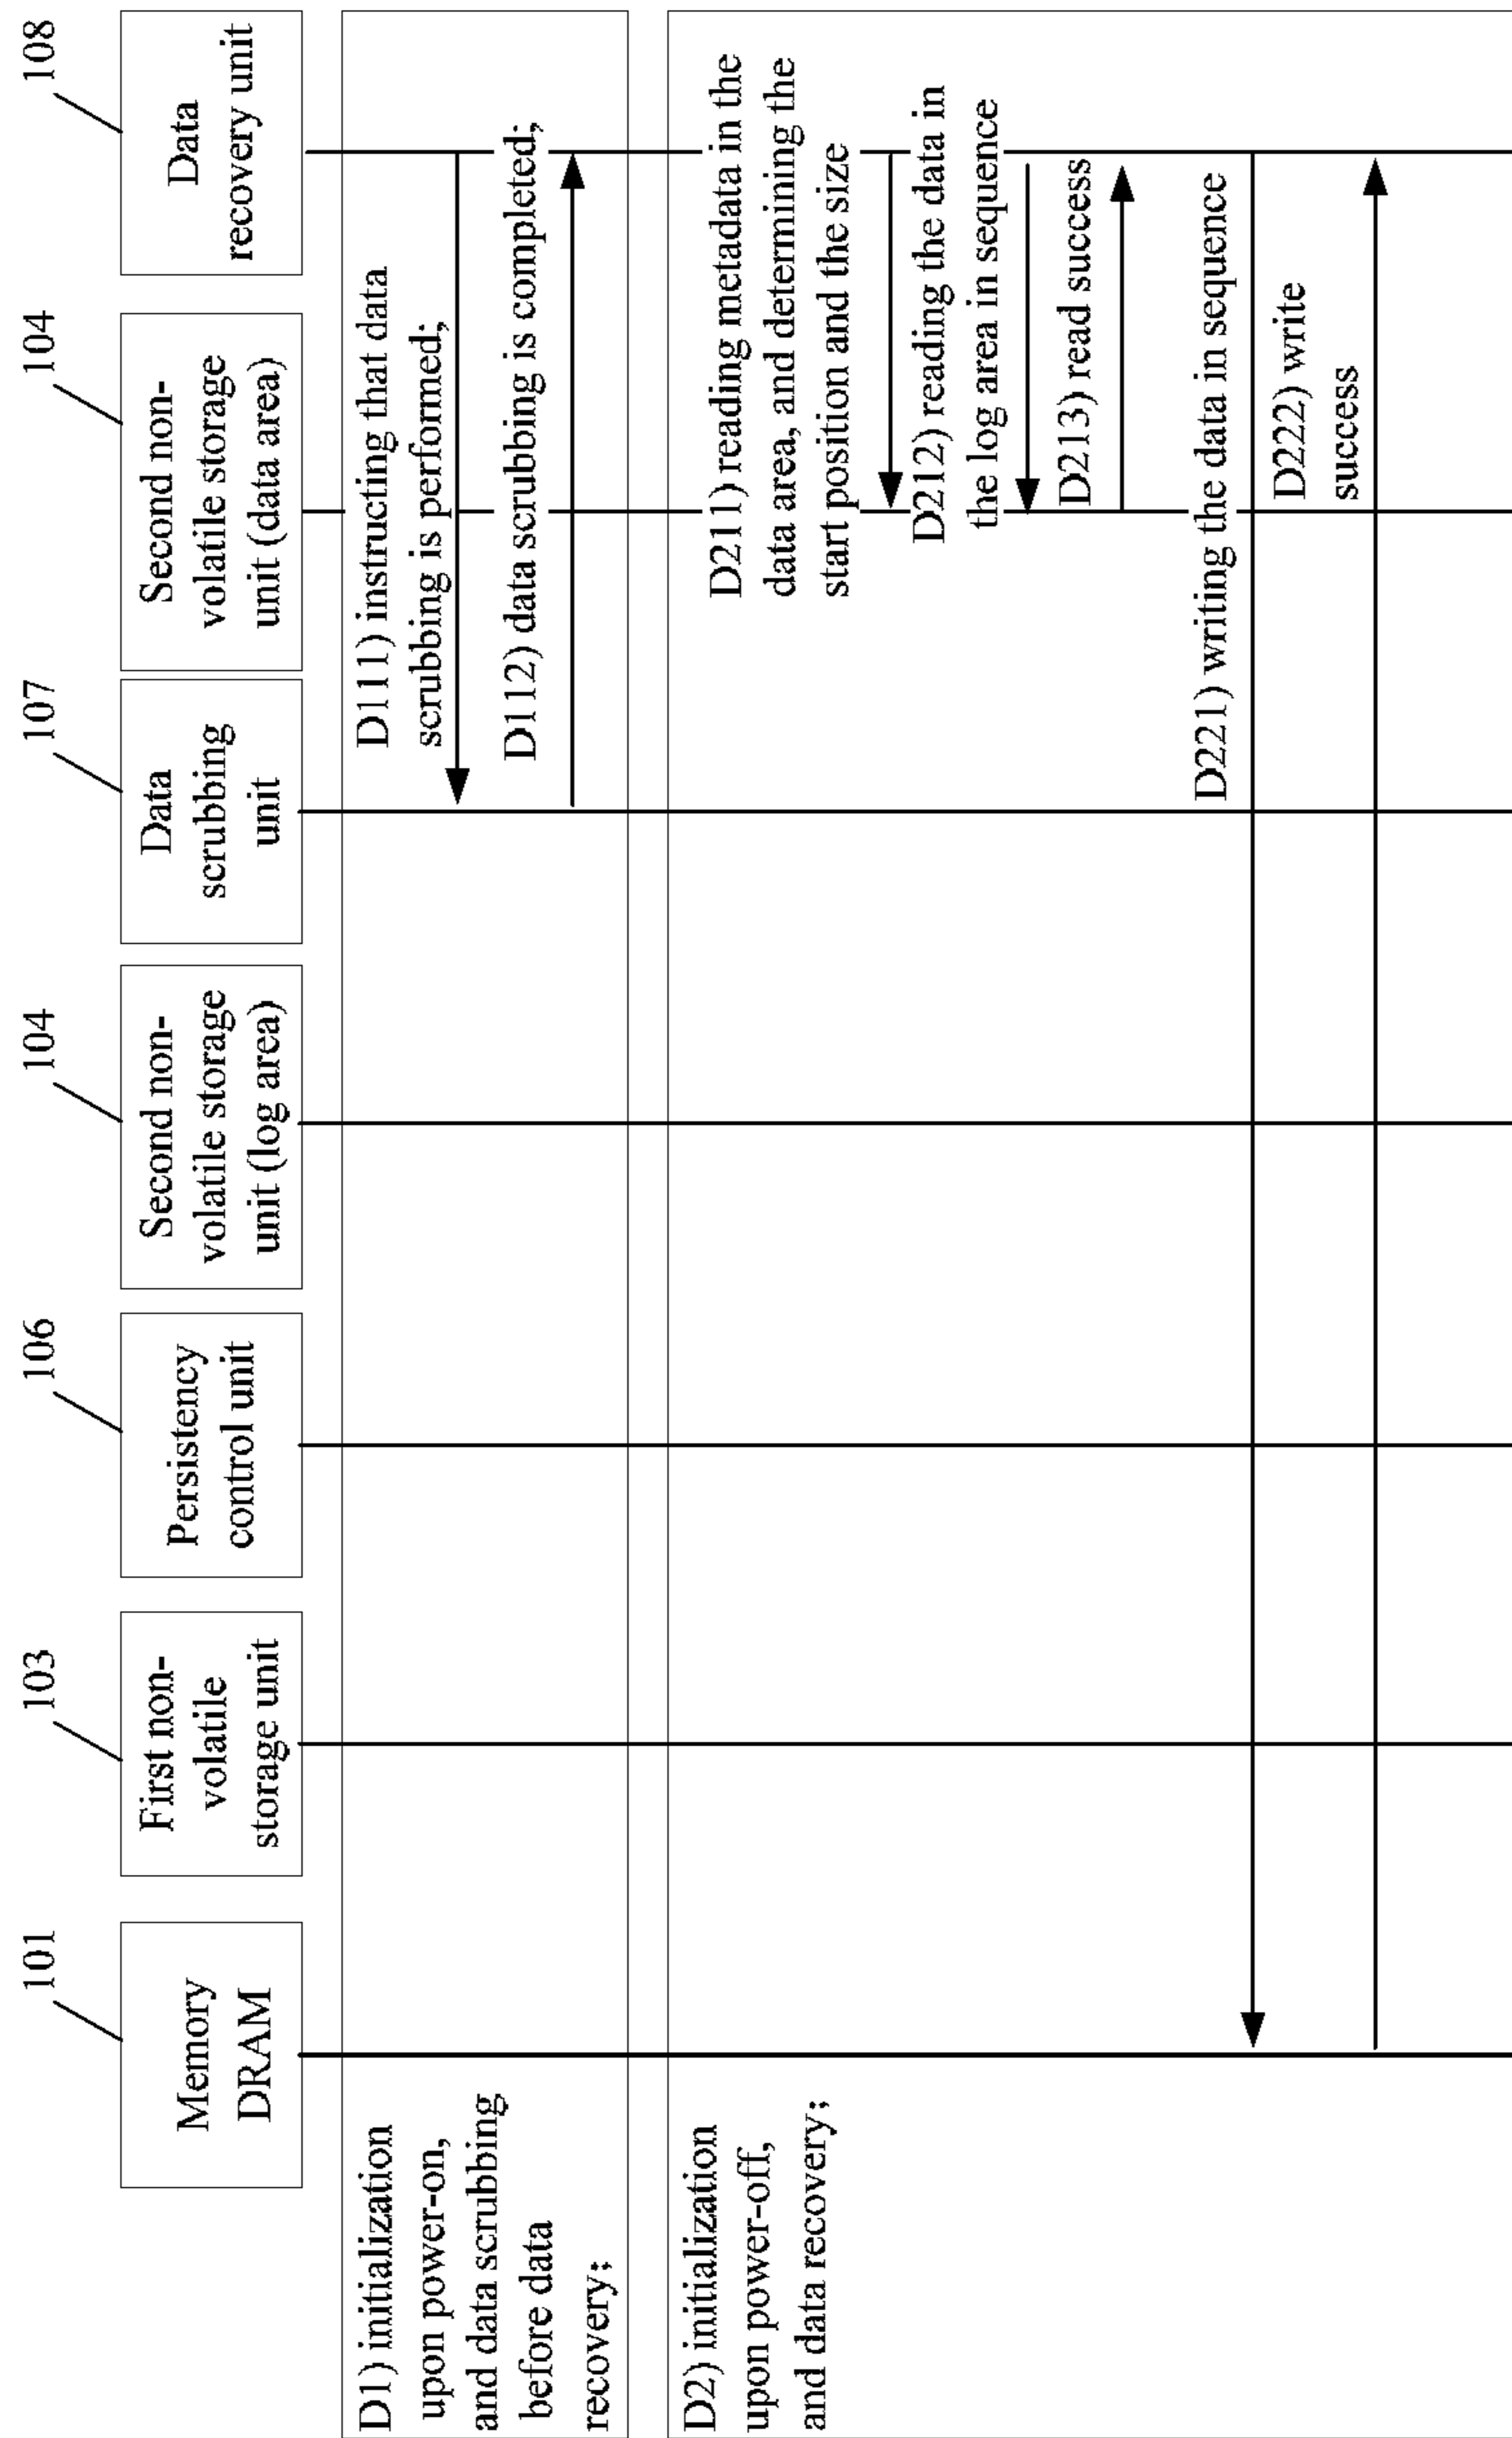 101
103
106
104
107
104
108
Memory
DRAM
First non-
volatile
storage unit
Persistency
control unit
Second non-
volatile storage
unit (log area)
Data
scrubbing
unit
Second non-
volatile storage
unit (data area)
Data
recovery unit
D1) initialization
upon power-on,
and data scrubbing
before data
recovery;
D111) instructing that data
scrubbing is performed;
D112) data scrubbing is completed;
D2) initialization
upon power-off,
and data recovery;
D211) reading metadata in the
data area, and determining the
start position and the size
D212) reading the data in
the log area in sequence
D213) read success
D221) writing the data in sequence
D222) write
success